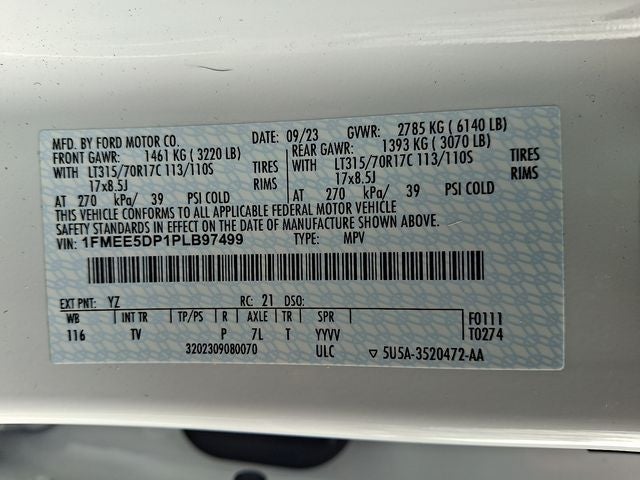 MFD. BY FORD MOTOR CO. DATE: 09/23 GVWR: 2785 KG ( 6140 LB)
FRONT GAWR: 1461 KG ( 3220 LB) REAR GAWR: 1393 KG ( 3070 LB)
WITH LT315/70R17C 113/110S TIRES WITH LT315/70R17C 113/110S TIRES
17x8.5J RIMS 17x8.5J RIMS
AT 270 kPa/ 39 PSI COLD AT 270 kPa/ 39 PSI COLD
THIS VEHICLE CONFORMS TO ALL APPLICABLE FEDERAL MOTOR VEHICLE
SAFETY STANDARDS IN EFFECT ON THE DATE OF MANUFACTURE SHOWN ABOVE.
VIN: 1FMEE5DP1PLB97499 TYPE: MPV
EXT PNT: YZ RC: 21 DSO:
WB INT TR TP/PS R AXLE TR SPR F0111
116 TV P 7L T YYVV T0274
3202309080070 ULC ▽ 5U5A-3520472-AA